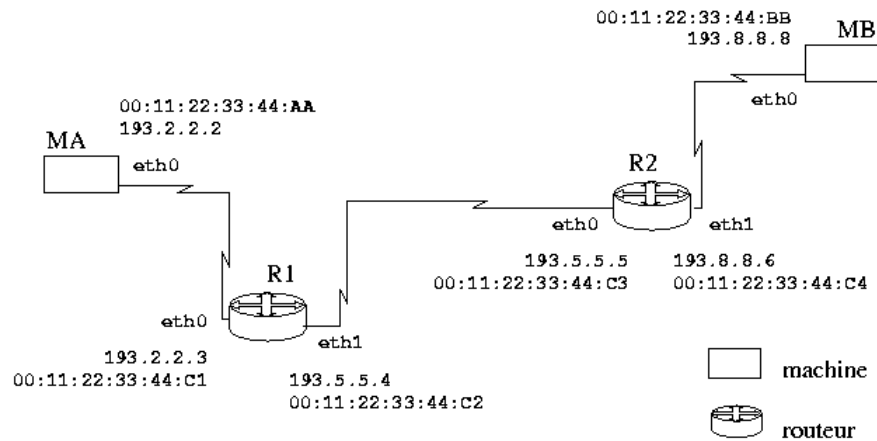 00:11:22:33:44:BB
193.8.8.8
MB
eth0
00:11:22:33:44:AA
193.2.2.2
MA
eth0
R2
eth0
eth1
193.5.5.5
00:11:22:33:44:C3
193.8.8.6
00:11:22:33:44:C4
R1
eth0
eth1
193.2.2.3
00:11:22:33:44:C1
193.5.5.4
00:11:22:33:44:C2
machine
routeur